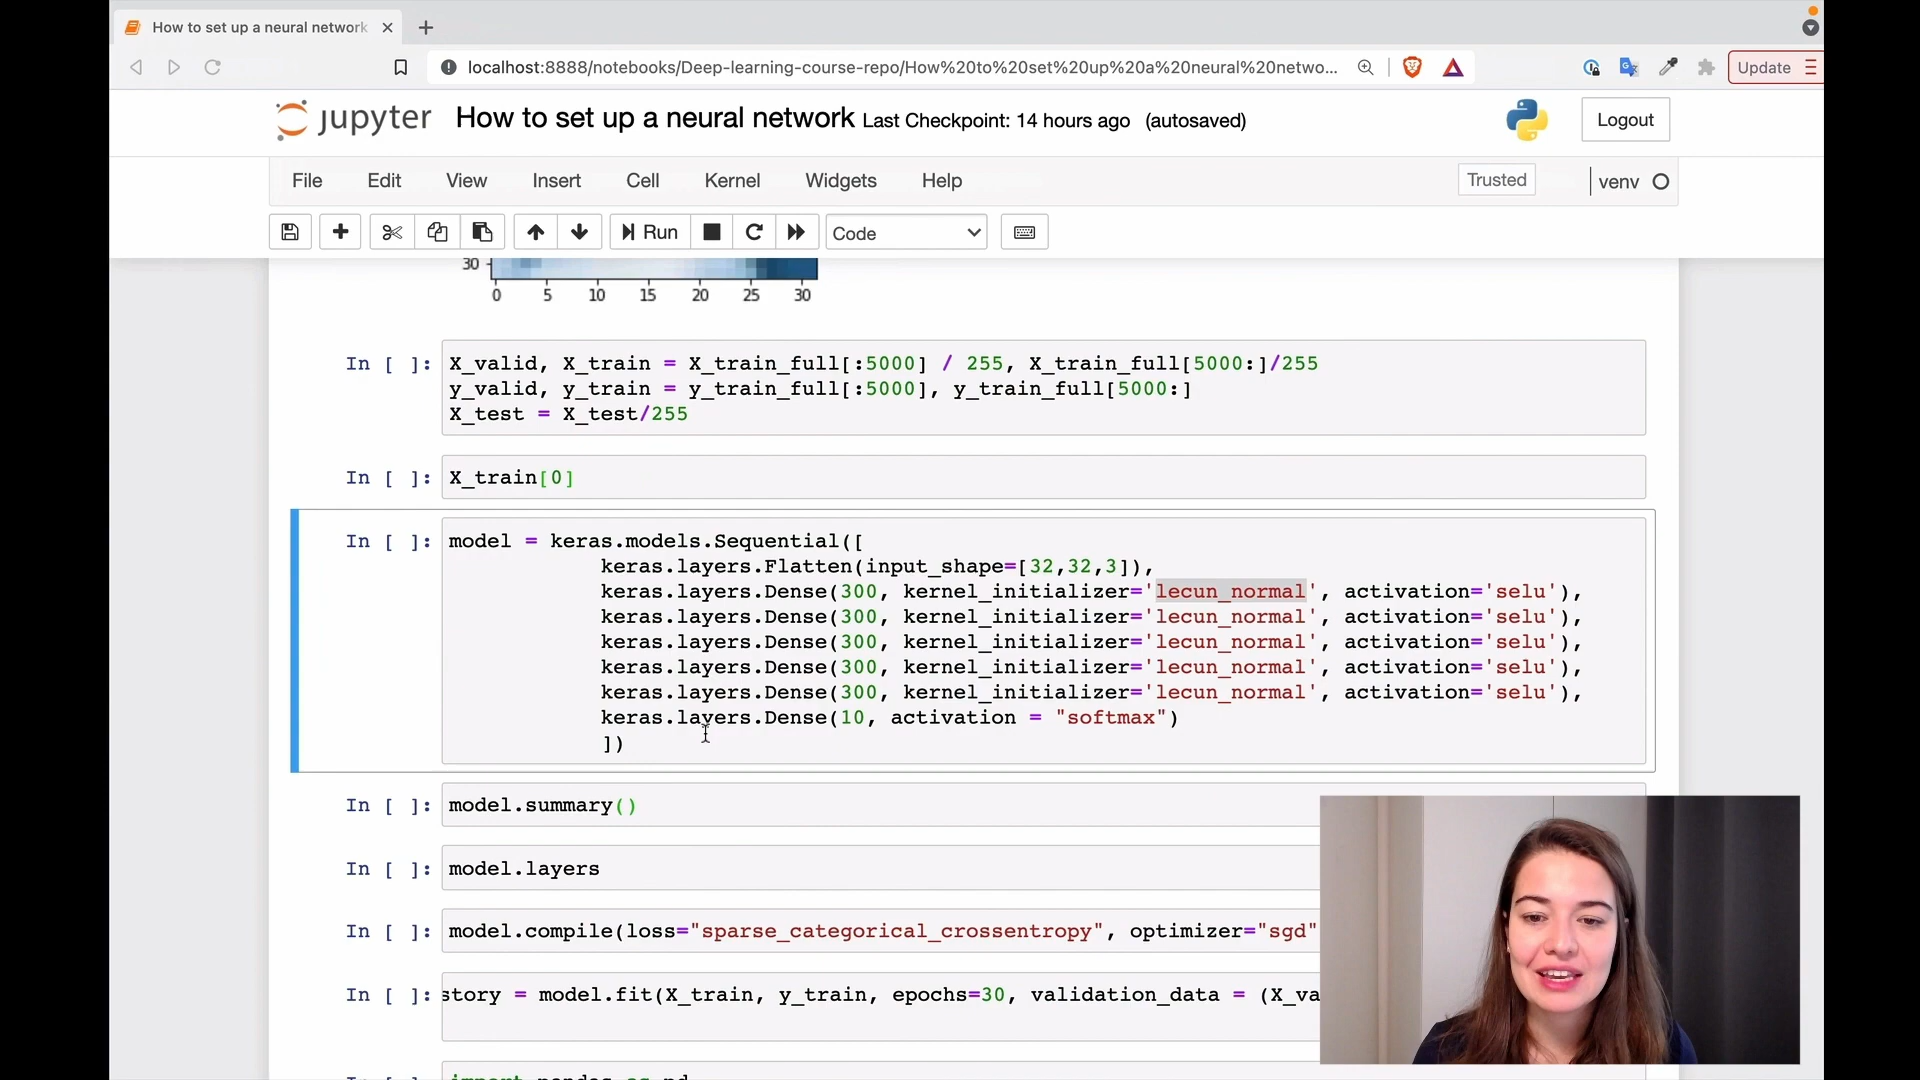 How to set up a neural network
localhost:8888/notebooks/Deep-learning-course-repo/How%20to%20set%20up%20a%20neural%20netwo...
Update
jupyter How to set up a neural network Last Checkpoint: 14 hours ago (autosaved)
Logout
File Edit View Insert Cell Kernel Widgets Help
Trusted
venv
Run
Code
30
0 5 10 15 20 25 30
In [ ]: X_valid, X_train = X_train_full[:5000] / 255, X_train_full[5000:]/255
y_valid, y_train = y_train_full[:5000], y_train_full[5000:]
X_test = X_test/255
In [ ]: X_train[0]
In [ ]: model = keras.models.Sequential([
keras.layers.Flatten(input_shape=[32,32,3]),
keras.layers.Dense(300, kernel_initializer='lecun_normal', activation='selu'),
keras.layers.Dense(300, kernel_initializer='lecun_normal', activation='selu'),
keras.layers.Dense(300, kernel_initializer='lecun_normal', activation='selu'),
keras.layers.Dense(300, kernel_initializer='lecun_normal', activation='selu'),
keras.layers.Dense(300, kernel_initializer='lecun_normal', activation='selu'),
keras.layers.Dense(10, activation = "softmax")
])
In [ ]: model.summary()
In [ ]: model.layers
In [ ]: model.compile(loss="sparse_categorical_crossentropy", optimizer="sgd"
In [ ]: story = model.fit(X_train, y_train, epochs=30, validation_data = (X_va
import pandas as pd